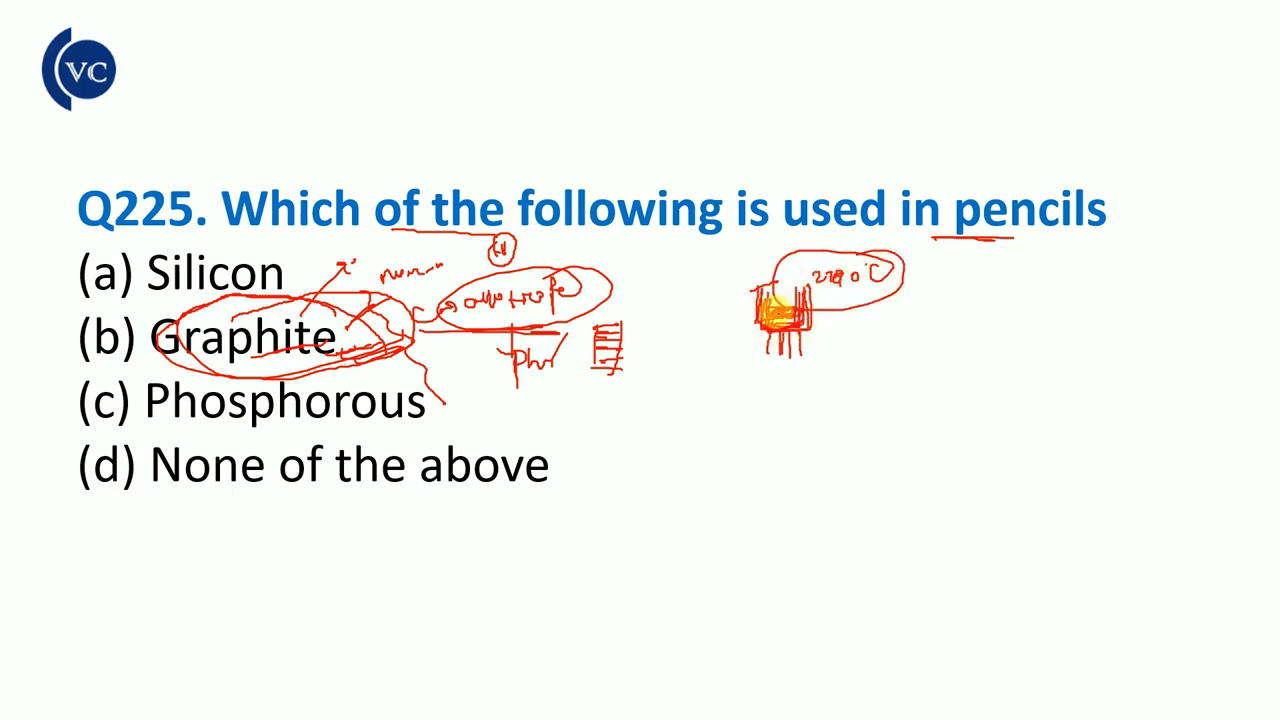 VC
Q225. Which of the following is used in pencils
(a) Silicon
(b) Graphite
(c) Phosphorous
(d) None of the above